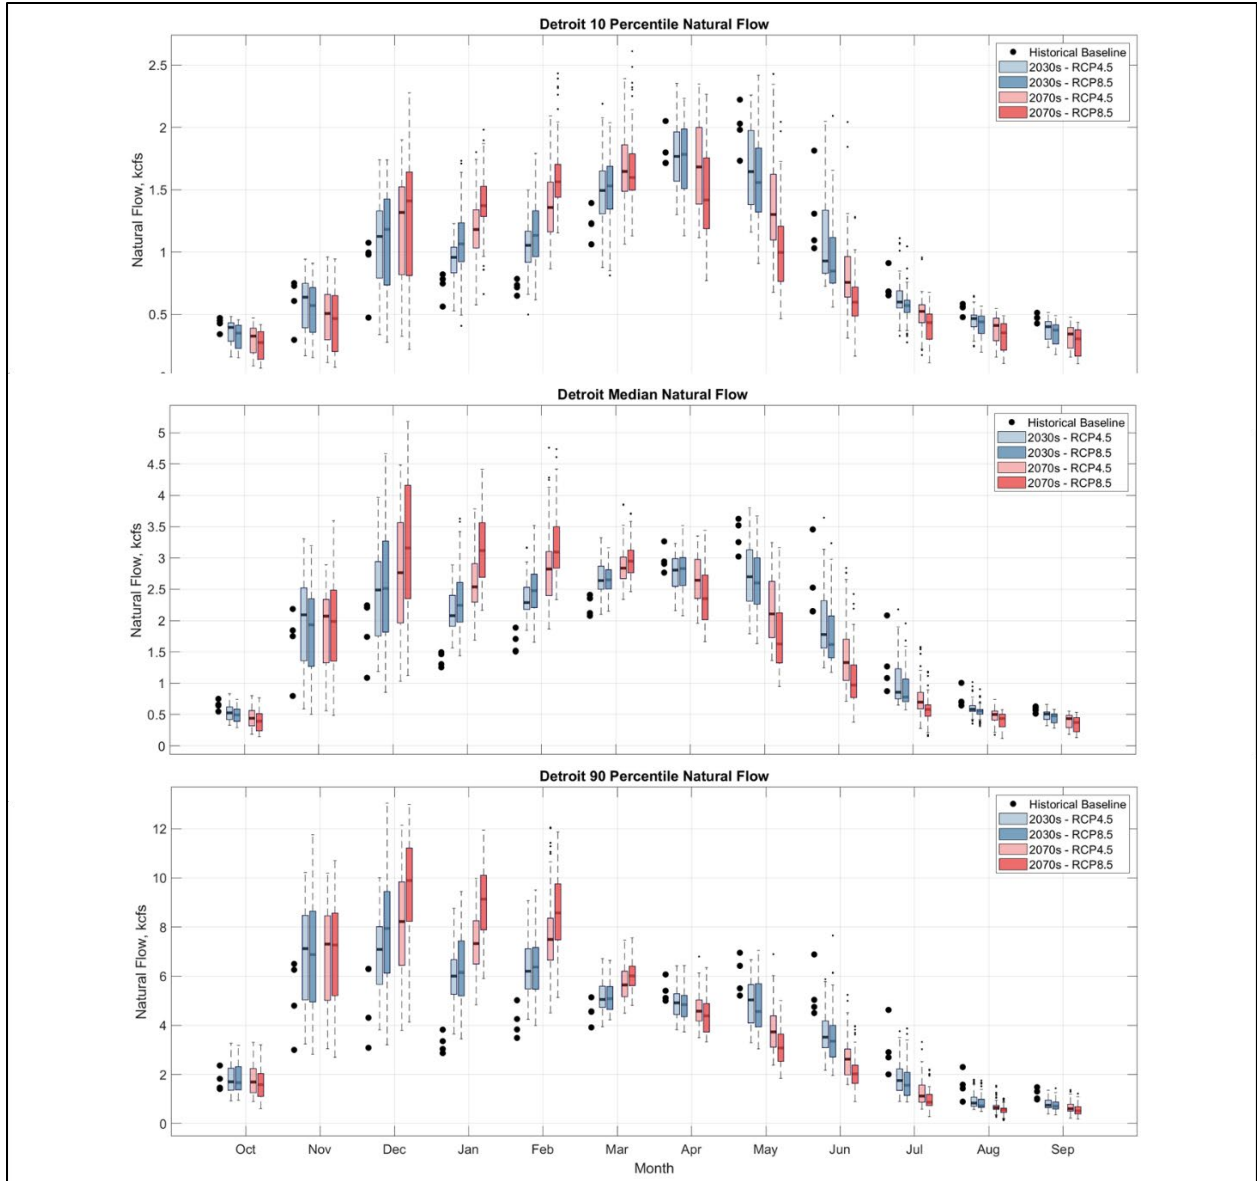 Detroit 10 Percentile Natural Flow
Historical Baseline
2030s - RCP4.5
2030s - RCP8.5
2070s - RCP4.5
2070s - RCP8.5
2.5
2
1.5
1
0.5
Natural Flow, kcfs
Detroit Median Natural Flow
Historical Baseline
2030s - RCP4.5
2030s - RCP8.5
2070s - RCP4.5
2070s - RCP8.5
5
4.5
4
3.5
3
2.5
2
1.5
1
0.5
0
Natural Flow, kcfs
Detroit 90 Percentile Natural Flow
Historical Baseline
2030s - RCP4.5
2030s - RCP8.5
2070s - RCP4.5
2070s - RCP8.5
12
10
8
6
4
2
0
Natural Flow, kcfs
Oct Nov Dec Jan Feb Mar Apr May Jun Jul Aug Sep
Month